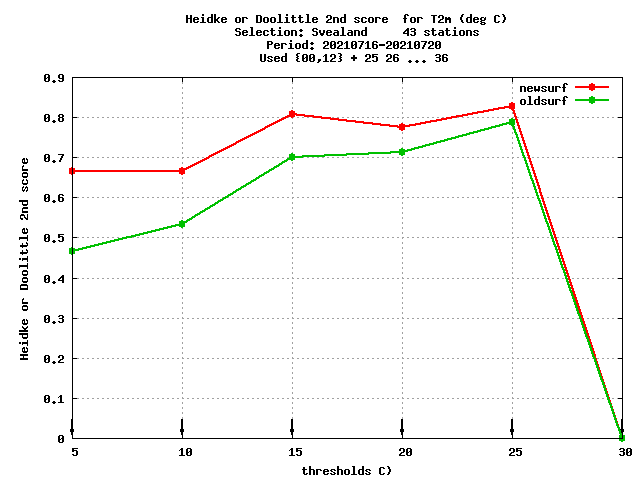 Heidke or Doolittle 2nd score  for T2m (deg C)
Selection: Svealand     43 stations
Period: 20210716-20210720
Used {00,12} + 25 26 ... 36
newsurf
oldsurf
Heidke or Doolittle 2nd score
0.9
0.8
0.7
0.6
0.5
0.4
0.3
0.2
0.1
0
5 10 15 20 25 30
thresholds C)